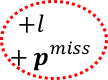 +l
+ p^miss